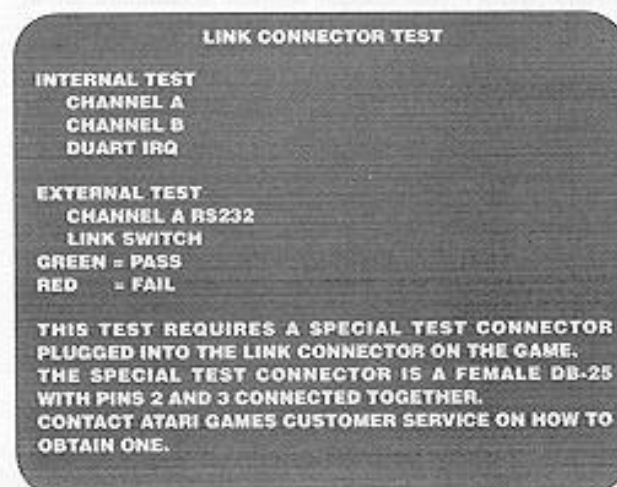 LINK CONNECTOR TEST
INTERNAL TEST
CHANNEL A
CHANNEL B
DUART IRQ
EXTERNAL TEST
CHANNEL A RS232
LINK SWITCH
GREEN = PASS
RED = FAIL
THIS TEST REQUIRES A SPECIAL TEST CONNECTOR
PLUGGED INTO THE LINK CONNECTOR ON THE GAME.
THE SPECIAL TEST CONNECTOR IS A FEMALE DB-25
WITH PINS 2 AND 3 CONNECTED TOGETHER.
CONTACT ATARI GAMES CUSTOMER SERVICE ON HOW TO
OBTAIN ONE.